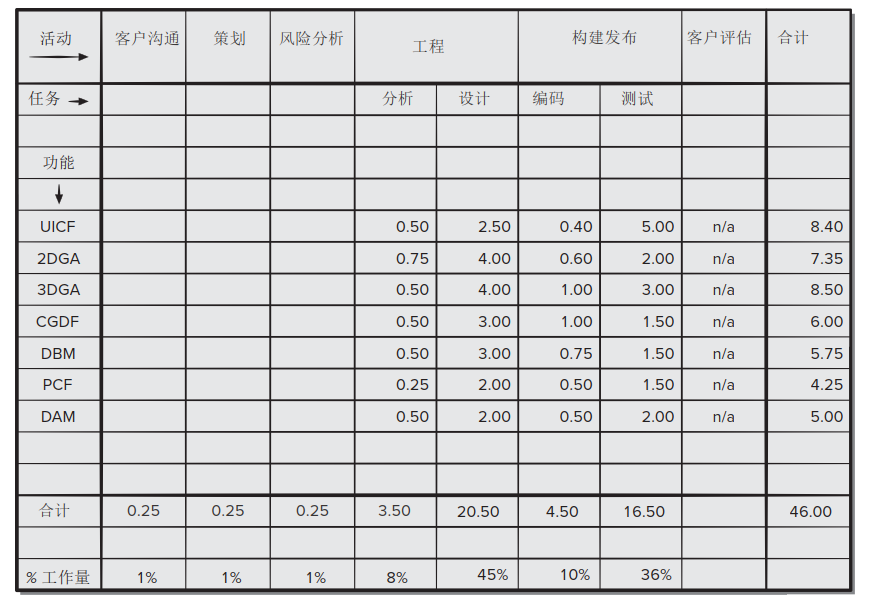 活动 客户沟通 策划 风险分析 工程 构建发布 客户评估 合计
任务 分析 设计 编码 测试
功能
UICF 0.50 2.50 0.40 5.00 n/a 8.40
2DGA 0.75 4.00 0.60 2.00 n/a 7.35
3DGA 0.50 4.00 1.00 3.00 n/a 8.50
CGDF 0.50 3.00 1.00 1.50 n/a 6.00
DBM 0.50 3.00 0.75 1.50 n/a 5.75
PCF 0.25 2.00 0.50 1.50 n/a 4.25
DAM 0.50 2.00 0.50 2.00 n/a 5.00
合计 0.25 0.25 0.25 3.50 20.50 4.50 16.50 46.00
% 工作量 1% 1% 1% 8% 45% 10% 36%